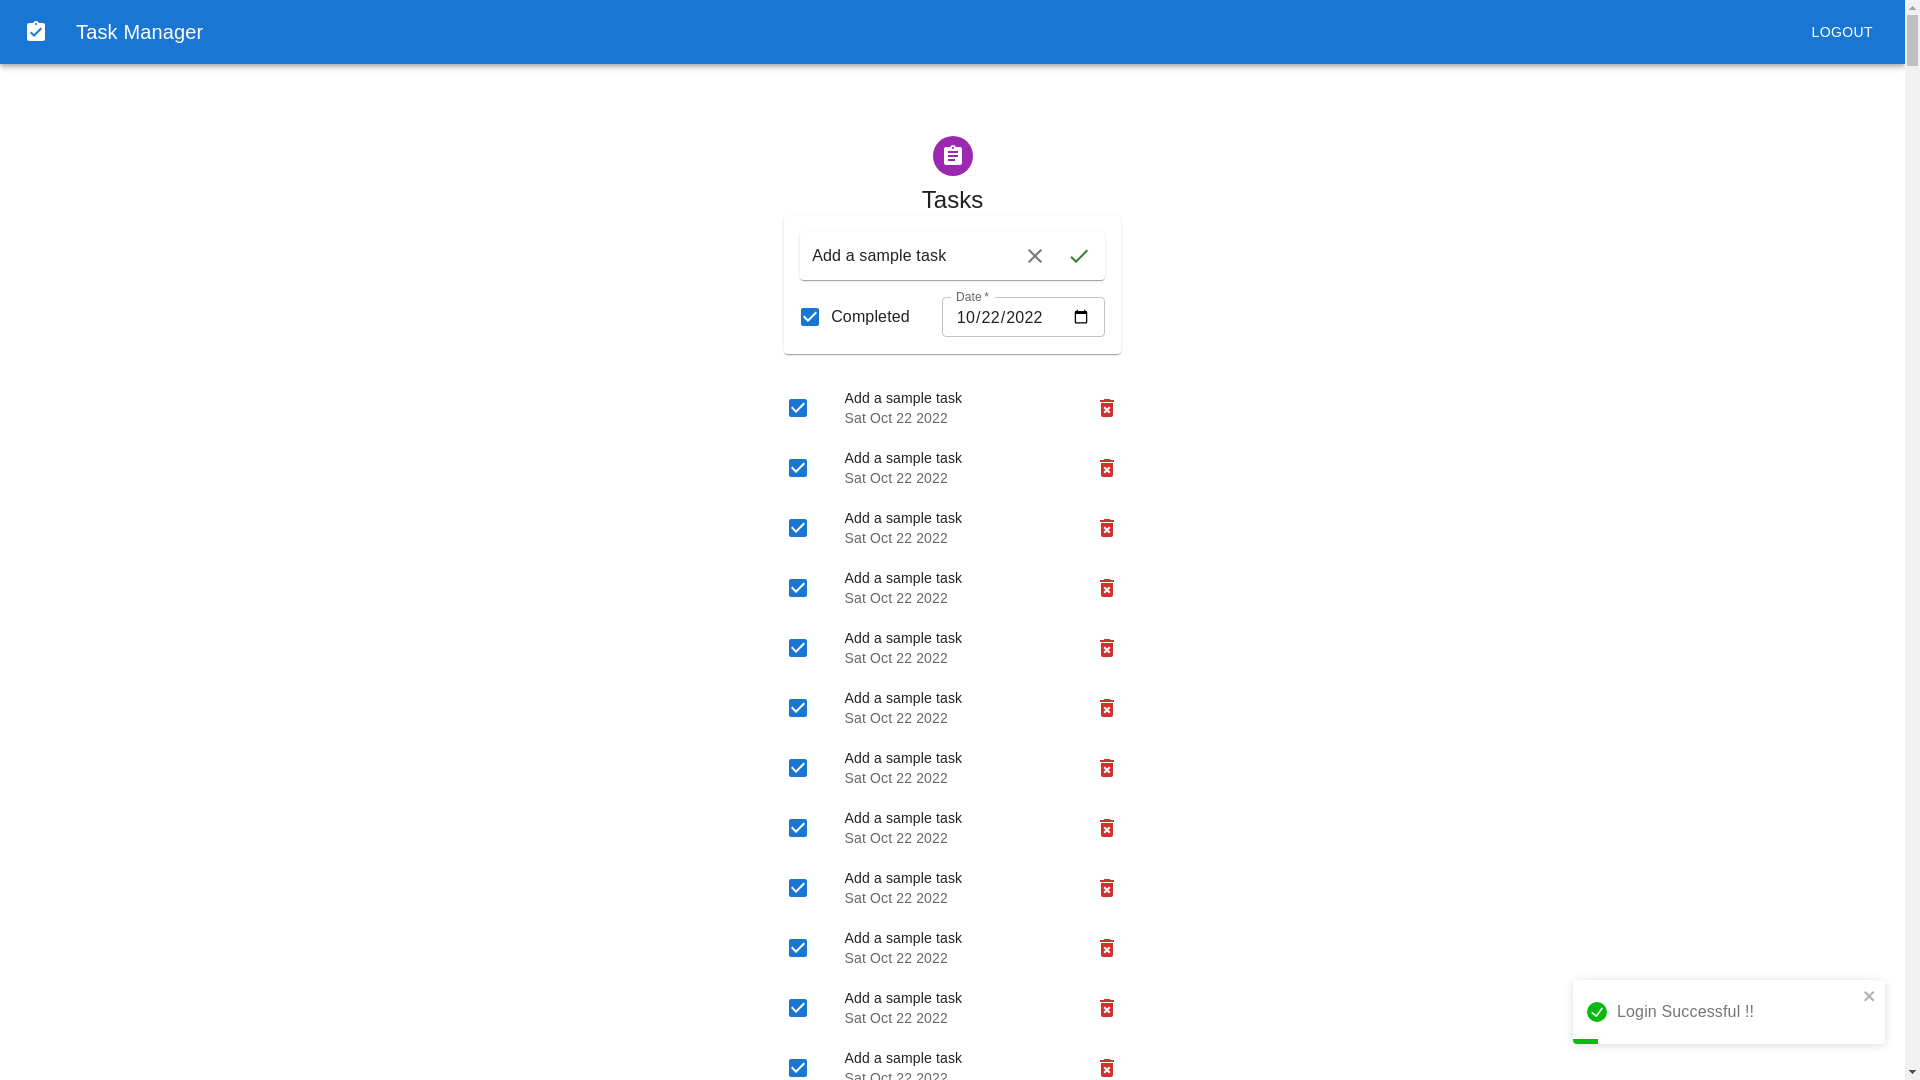 Task Manager
LOGOUT
Tasks
Add a sample task
Completed
Date *
10/22/2022
Add a sample task
Sat Oct 22 2022
Add a sample task
Sat Oct 22 2022
Add a sample task
Sat Oct 22 2022
Add a sample task
Sat Oct 22 2022
Add a sample task
Sat Oct 22 2022
Add a sample task
Sat Oct 22 2022
Add a sample task
Sat Oct 22 2022
Add a sample task
Sat Oct 22 2022
Add a sample task
Sat Oct 22 2022
Add a sample task
Sat Oct 22 2022
Add a sample task
Sat Oct 22 2022
Add a sample task
Sat Oct 22 2022
Login Successful !!